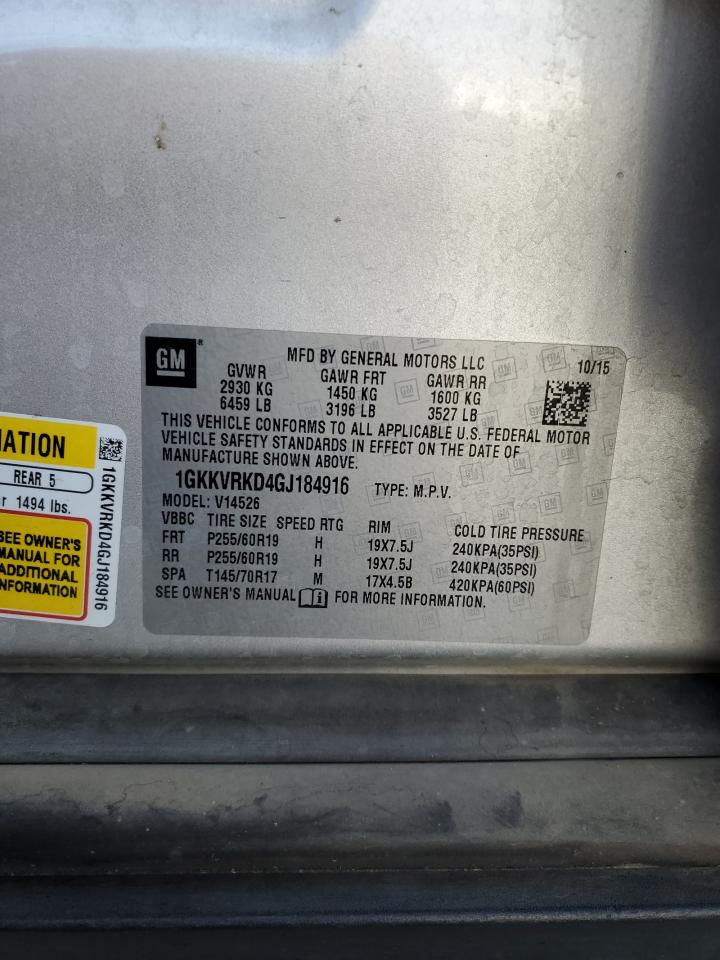 GM
MFD BY GENERAL MOTORS LLC 10/15
GVWR GAWR FRT GAWR RR
2930 KG 1450 KG 1600 KG
6459 LB 3196 LB 3527 LB
THIS VEHICLE CONFORMS TO ALL APPLICABLE U.S. FEDERAL MOTOR
VEHICLE SAFETY STANDARDS IN EFFECT ON THE DATE OF
MANUFACTURE SHOWN ABOVE.
1GKKVRKD4GJ184916 TYPE: M.P.V.
MODEL: V14526
VBBC TIRE SIZE SPEED RTG RIM COLD TIRE PRESSURE
FRT P255/60R19 H 19X7.5J 240KPA(35PSI)
RR P255/60R19 H 19X7.5J 240KPA(35PSI)
SPA T145/70R17 M 17X4.5B 420KPA(60PSI)
SEE OWNER'S MANUAL FOR MORE INFORMATION.
REAR 5
1494 lbs.
SEE OWNER'S
MANUAL FOR
ADDITIONAL
INFORMATION
1GKKVRKD4GJ184916